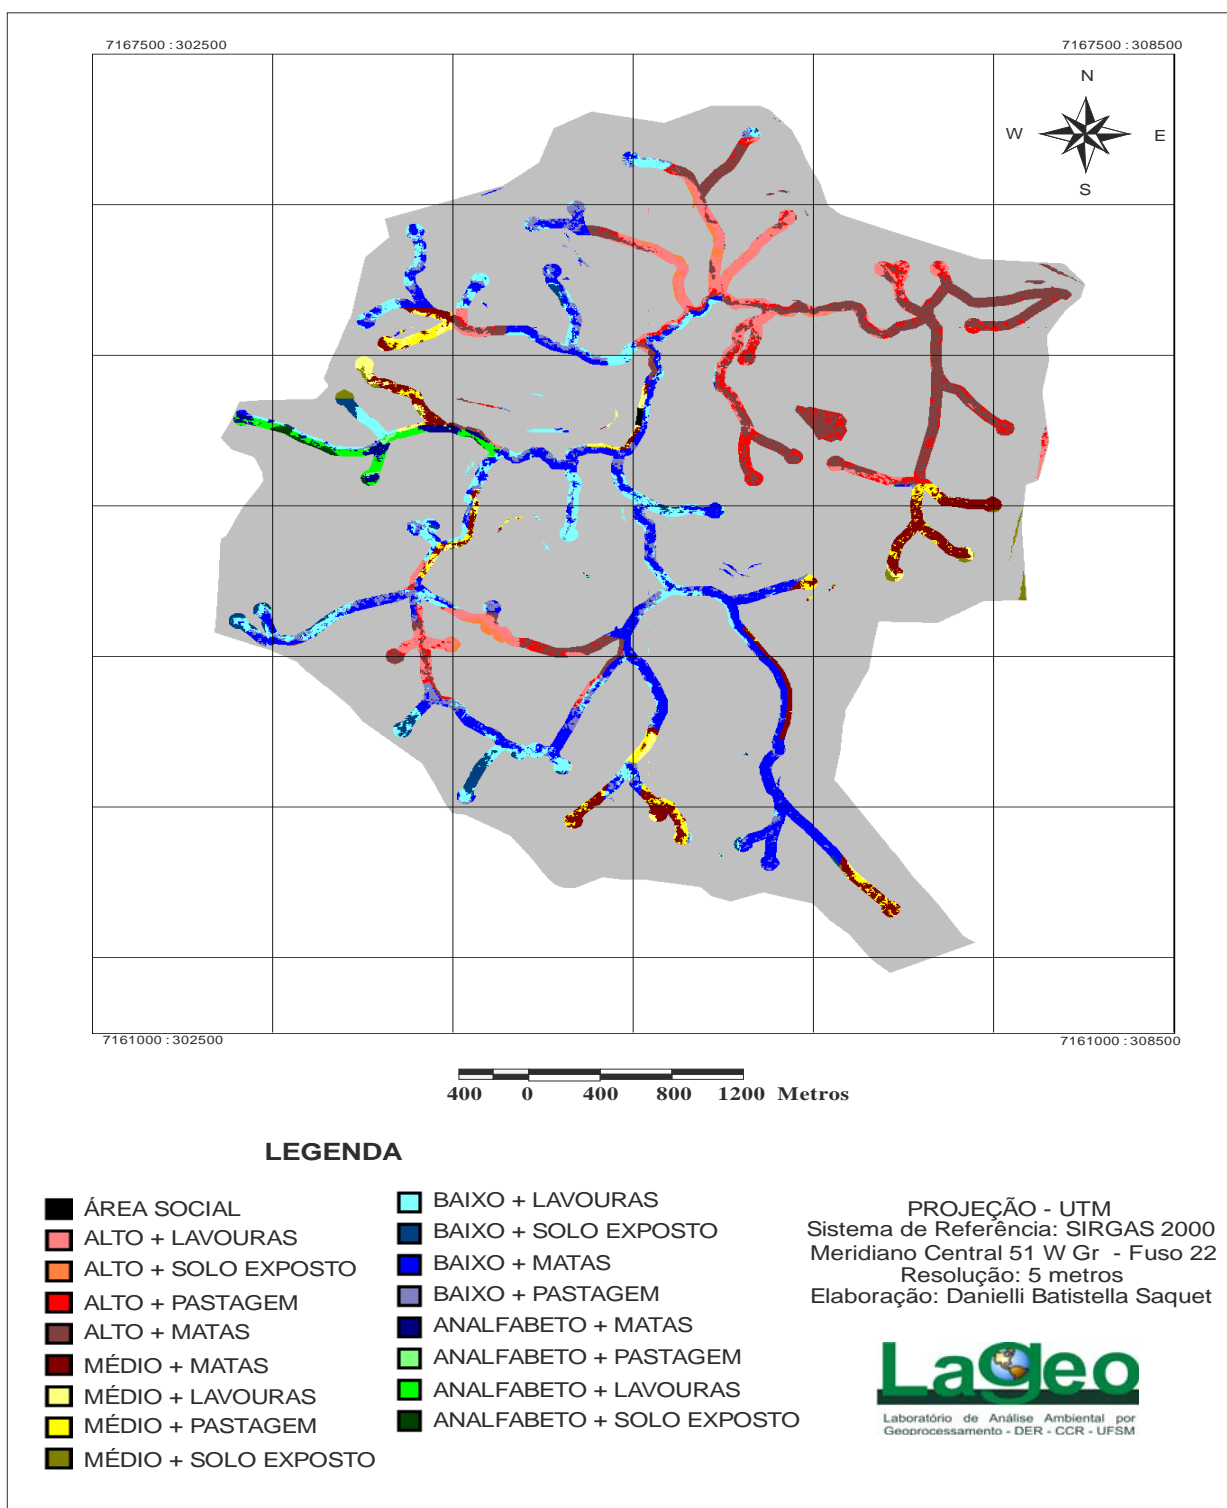 7167500 : 302500
7167500 : 308500
N
W
E
S
7161000 : 302500
7161000 : 308500
400 0 400 800 1200 Metros
LEGENDA
ÁREA SOCIAL
ALTO + LAVOURAS
ALTO + SOLO EXPOSTO
ALTO + PASTAGEM
ALTO + MATAS
MÉDIO + MATAS
MÉDIO + LAVOURAS
MÉDIO + PASTAGEM
MÉDIO + SOLO EXPOSTO
BAIXO + LAVOURAS
BAIXO + SOLO EXPOSTO
BAIXO + MATAS
BAIXO + PASTAGEM
ANALFABETO + MATAS
ANALFABETO + PASTAGEM
ANALFABETO + LAVOURAS
ANALFABETO + SOLO EXPOSTO
PROJEÇÃO - UTM
Sistema de Referência: SIRGAS 2000
Meridiano Central 51 W Gr - Fuso 22
Resolução: 5 metros
Elaboração: Danielli Batistella Saquet
Lageo
Laboratório de Análise Ambiental por
Geoprocessamento - DER - CCR - UFSM